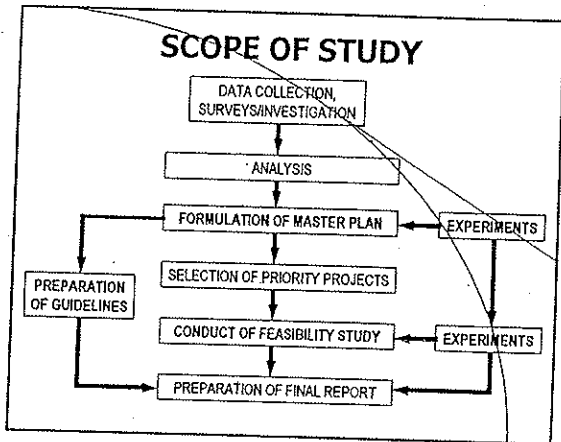 SCOPE OF STUDY
DATA COLLECTION,
SURVEYS/INVESTIGATION
ANALYSIS
FORMULATION OF MASTER PLAN
EXPERIMENTS
SELECTION OF PRIORITY PROJECTS
PREPARATION
OF GUIDELINES
CONDUCT OF FEASIBILITY STUDY
EXPERIMENTS
PREPARATION OF FINAL REPORT